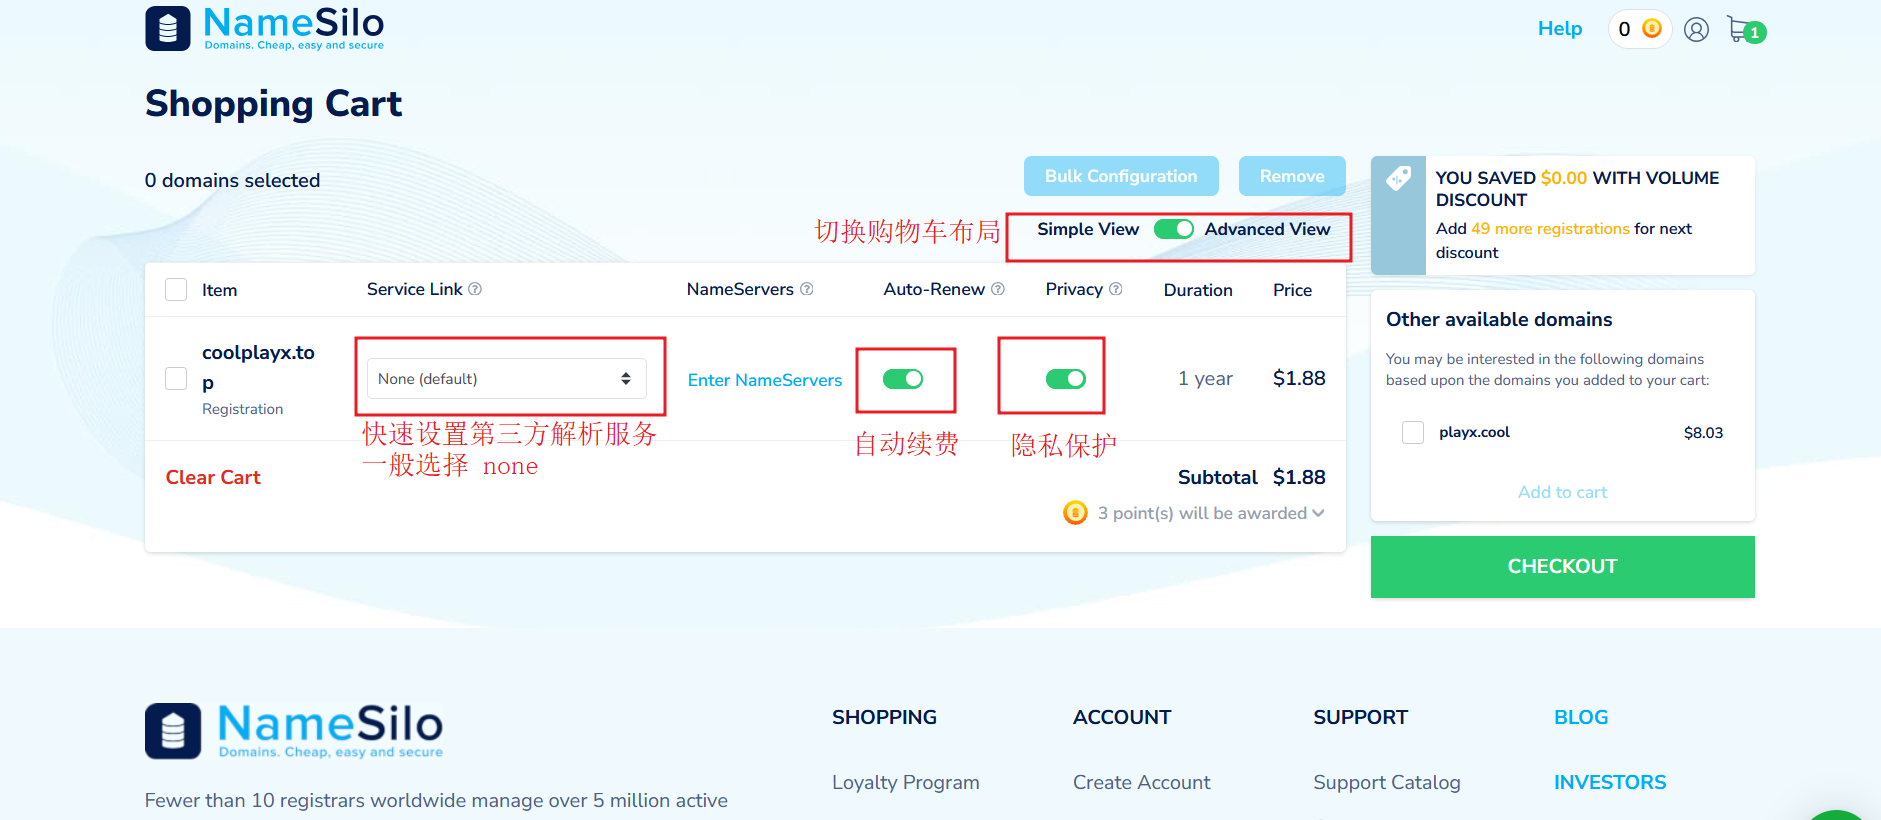 NameSilo
Domains. Cheap, easy and secure
Help
0
1
Shopping Cart
0 domains selected
Bulk Configuration
Remove
切换购物车布局
Simple View
Advanced View
Item
Service Link
NameServers
Auto-Renew
Privacy
Duration
Price
coolplayx.to
p
Registration
None (default)
Enter NameServers
1 year
$1.88
快速设置第三方解析服务
一般选择 none
自动续费
隐私保护
Clear Cart
Subtotal $1.88
3 point(s) will be awarded
YOU SAVED $0.00 WITH VOLUME
DISCOUNT
Add 49 more registrations for next
discount
Other available domains
You may be interested in the following domains
based upon the domains you added to your cart:
playx.cool
$8.03
Add to cart
CHECKOUT
NameSilo
Domains. Cheap, easy and secure
Fewer than 10 registrars worldwide manage over 5 million active
SHOPPING
Loyalty Program
ACCOUNT
Create Account
SUPPORT
Support Catalog
BLOG
INVESTORS